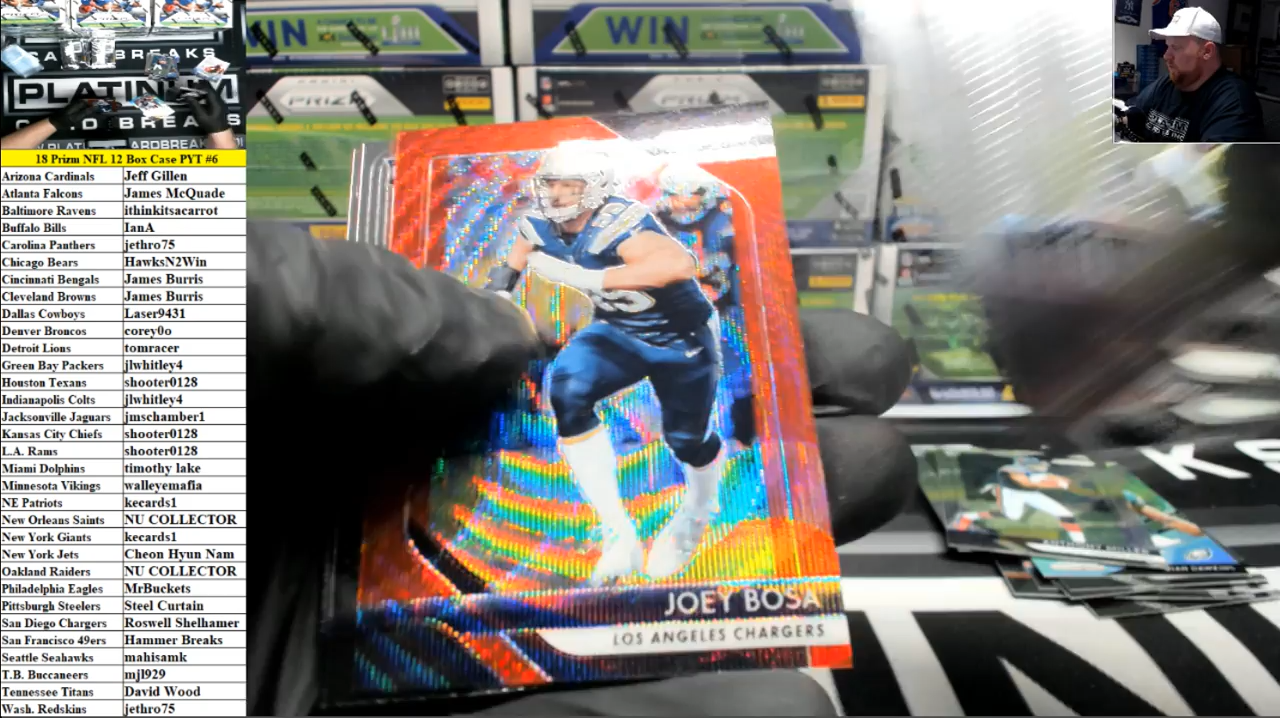 BREAKS
PLATINUM
BREAKS
18 Prizm NFL 12 Box Case PYT #6
Arizona Cardinals Jeff Gillen
Atlanta Falcons James McQuade
Baltimore Ravens ithinkitsacarrot
Buffalo Bills IanA
Carolina Panthers jethro75
Chicago Bears HawksN2Win
Cincinnati Bengals James Burris
Cleveland Browns James Burris
Dallas Cowboys Laser9431
Denver Broncos corey0o
Detroit Lions tomracer
Green Bay Packers jlwhitley4
Houston Texans shooter0128
Indianapolis Colts jlwhitley4
Jacksonville Jaguars jmschamber1
Kansas City Chiefs shooter0128
L.A. Rams shooter0128
Miami Dolphins timothy lake
Minnesota Vikings walleyemafia
NE Patriots kecards1
New Orleans Saints NU COLLECTOR
New York Giants kecards1
New York Jets Cheon Hyun Nam
Oakland Raiders NU COLLECTOR
Philadelphia Eagles MrBuckets
Pittsburgh Steelers Steel Curtain
San Diego Chargers Roswell Shelhamer
San Francisco 49ers Hammer Breaks
Seattle Seahawks mahisamk
T.B. Buccaneers mjl929
Tennessee Titans David Wood
Wash. Redskins jethro75
WIN
WIN
PRIZM
PRIZM
JOEY BOSA
LOS ANGELES CHARGERS
ANTHONY MILLER